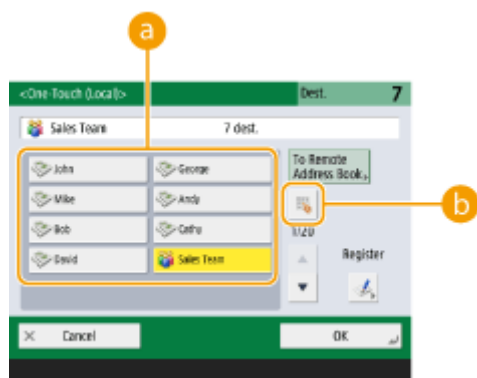 a
<One-Touch (Local)>
Dest.
7
Sales Team
7 dest.
John
George
To Remote
Address Book
Mike
Andy
b
Bob
Cathy
1/20
David
Sales Team
Register
Cancel
OK